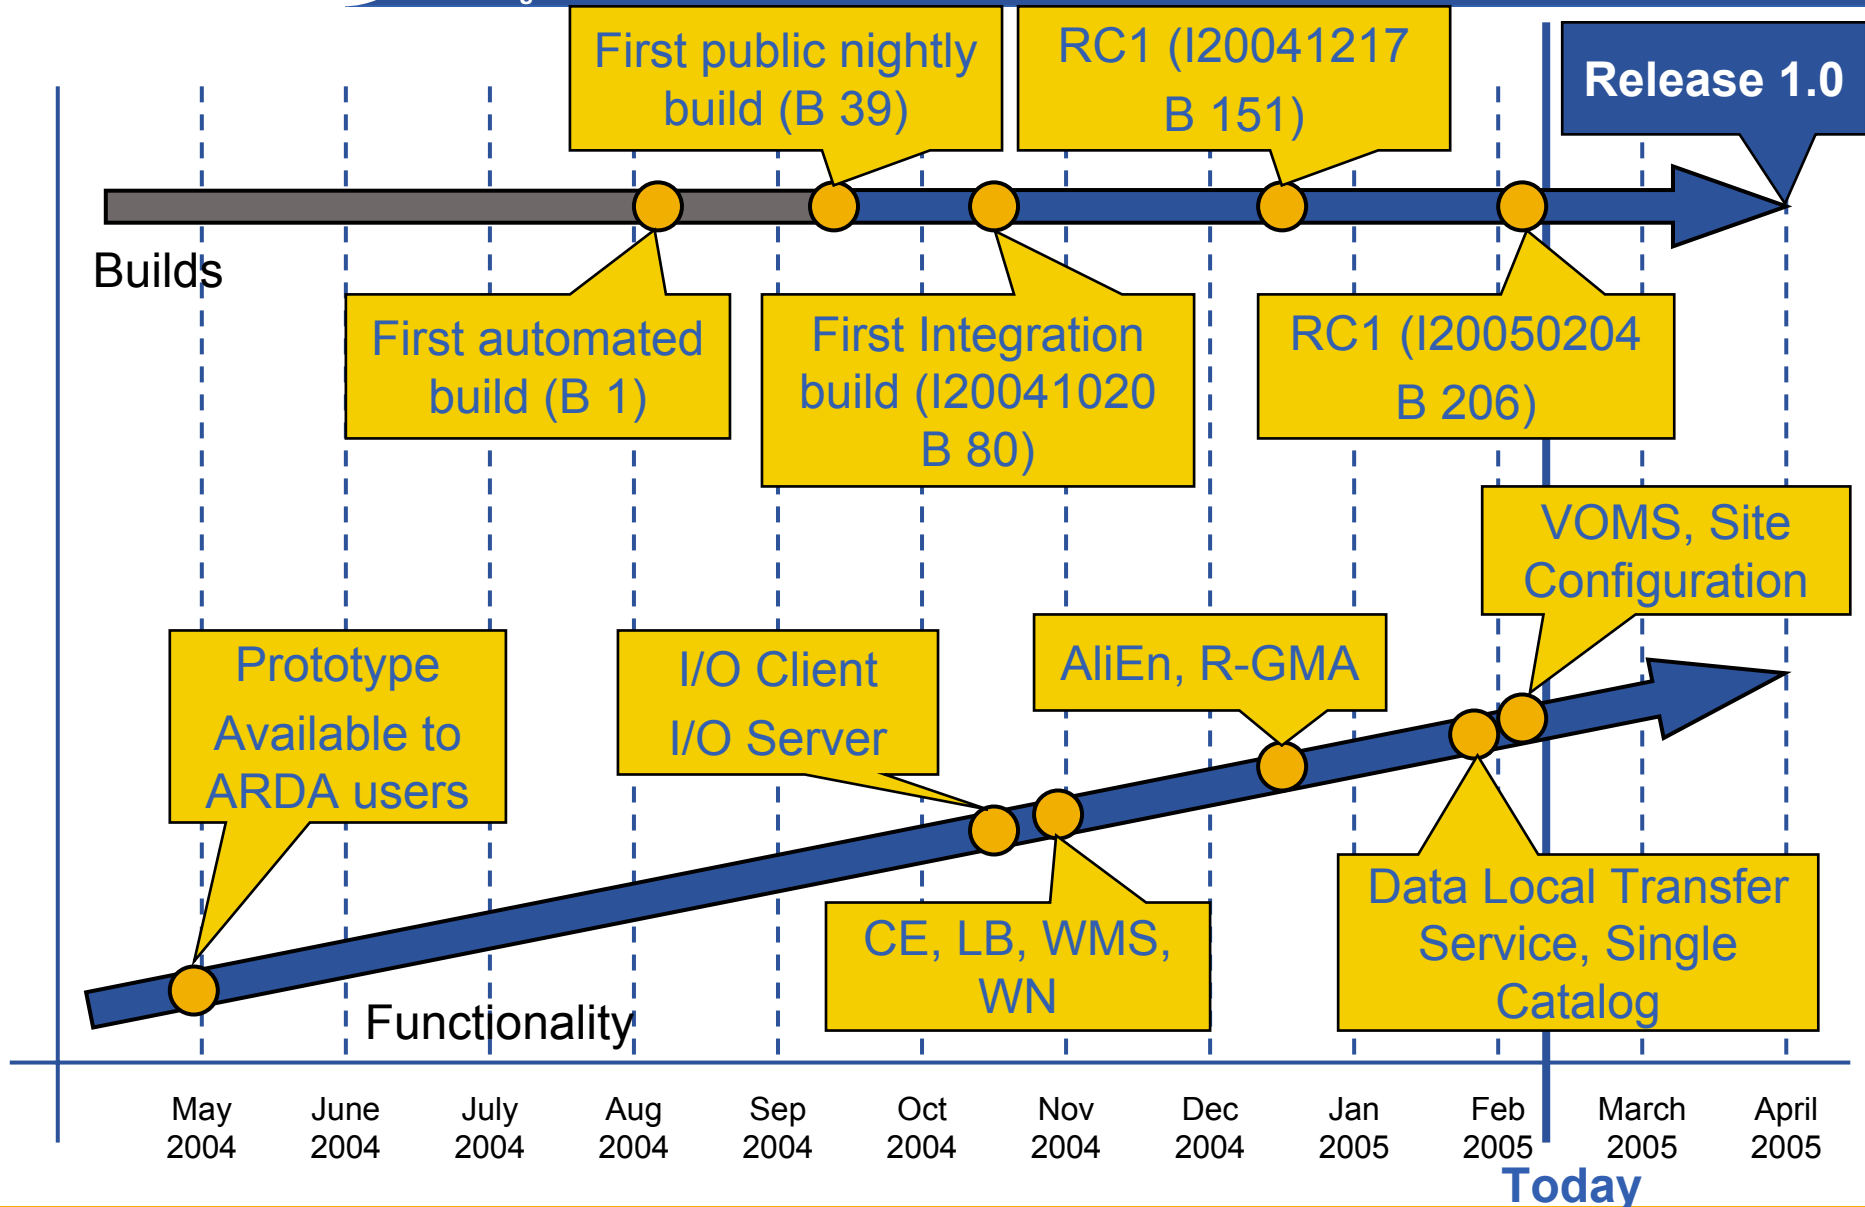 First public nightly
build (B 39)
RC1 (I20041217
B 151)
Release 1.0
Builds
First automated
build (B 1)
First Integration
build (I20041020
B 80)
RC1 (I20050204
B 206)
VOMS, Site
Configuration
Prototype
Available to
ARDA users
I/O Client
I/O Server
AliEn, R-GMA
CE, LB, WMS,
WN
Data Local Transfer
Service, Single
Catalog
Functionality
May
2004
June
2004
July
2004
Aug
2004
Sep
2004
Oct
2004
Nov
2004
Dec
2004
Jan
2005
Feb
2005
March
2005
April
2005
Today